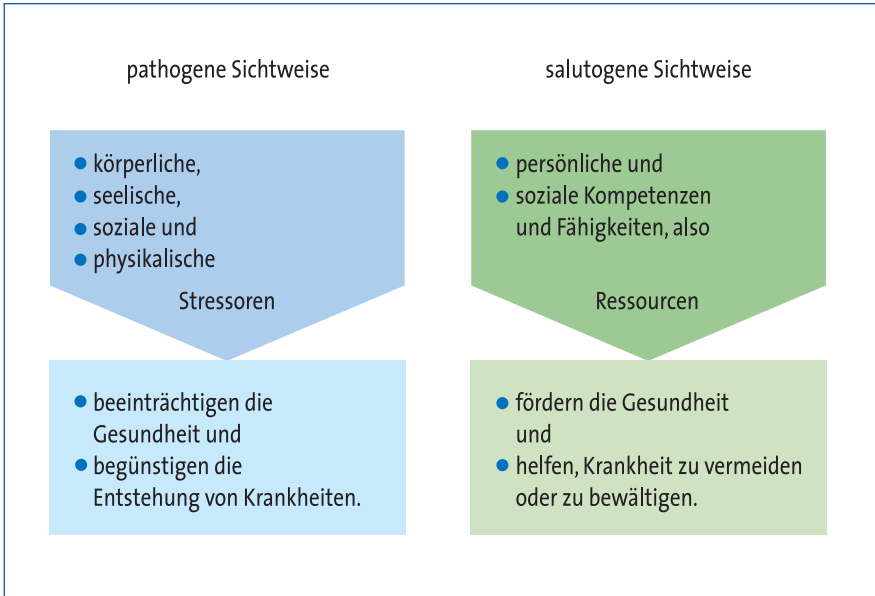 pathogene Sichtweise
• körperliche,
• seelische,
• soziale und
• physikalische
Stressoren
• beeinträchtigen die
Gesundheit und
• begünstigen die
Entstehung von Krankheiten.
salutogene Sichtweise
• persönliche und
• soziale Kompetenzen
und Fähigkeiten, also
Ressourcen
• fördern die Gesundheit
und
• helfen, Krankheit zu vermeiden
oder zu bewältigen.